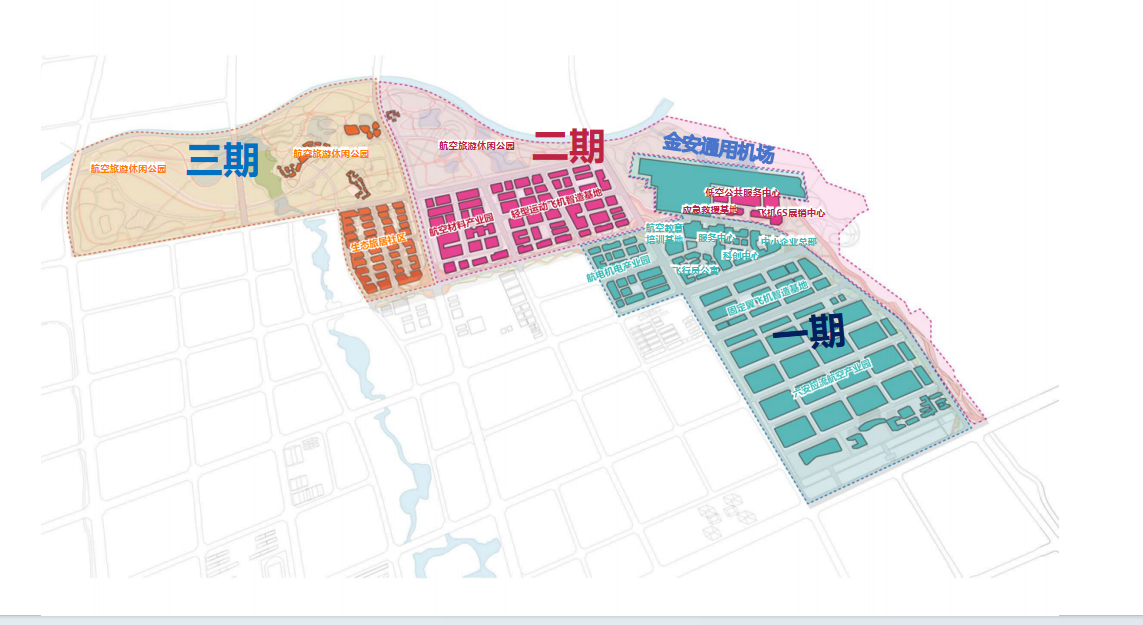 二期
金安通用机场
三期
航空旅游休闲公园
航空旅游休闲公园
航空旅游休闲公园
低空公共服务中心
应急救援基地
飞机6S展销中心
轻型运动飞机智造基地
航空材料产业园
生态旅居社区
航空教育
培训基地
服务中心
中小企业总部
科创中心
飞行员公寓
航电机电产业园
固定翼飞机智造基地
一期
六安应流航空产业园